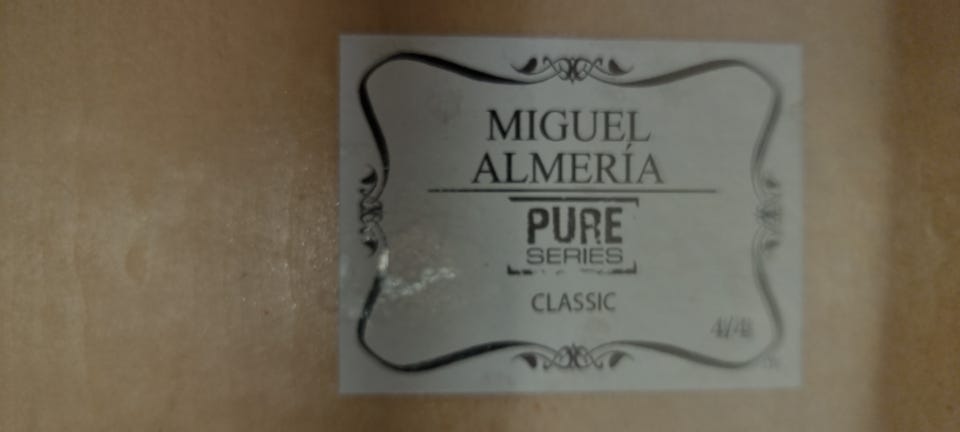 MIGUEL
ALMERÍA
PURE
SERIES
CLASSIC
4/4